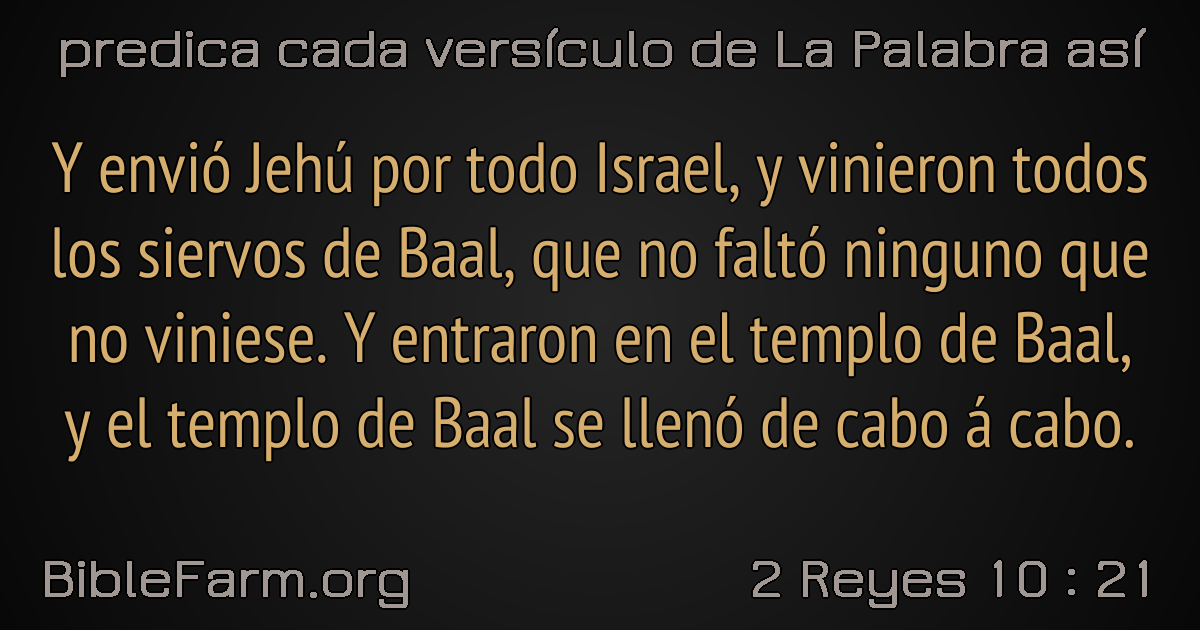 predica cada versículo de La Palabra así
Y envió Jehú por todo Israel, y vinieron todos
los siervos de Baal, que no faltó ninguno que
no viniese. Y entraron en el templo de Baal,
y el templo de Baal se llenó de cabo á cabo.
BibleFarm.org
2 Reyes 10 : 21